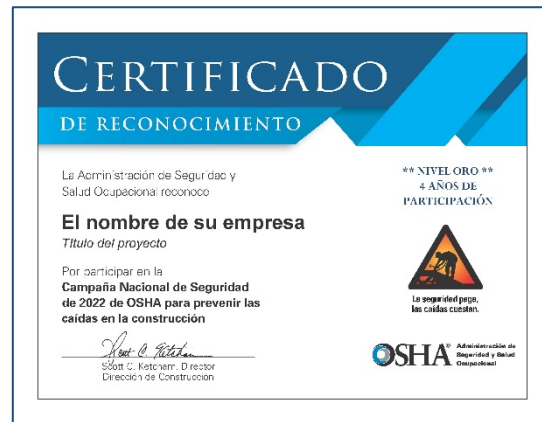 CERTIFICADO
DE RECONOCIMIENTO
La Administración de Seguridad y
Salud Ocupacional reconoce
El nombre de su empresa
Título del proyecto
Por participar en la
Campaña Nacional de Seguridad
de 2022 de OSHA para prevenir las
caídas en la construcción
Scott C. Ketcham
Scott C. Ketcham, Director
Dirección de Construcción
** NIVEL ORO **
4 AÑOS DE
PARTICIPACIÓN
La seguridad paga,
las caídas cuestan.
OSHA®
Administración de
Seguridad y Salud
Ocupacional